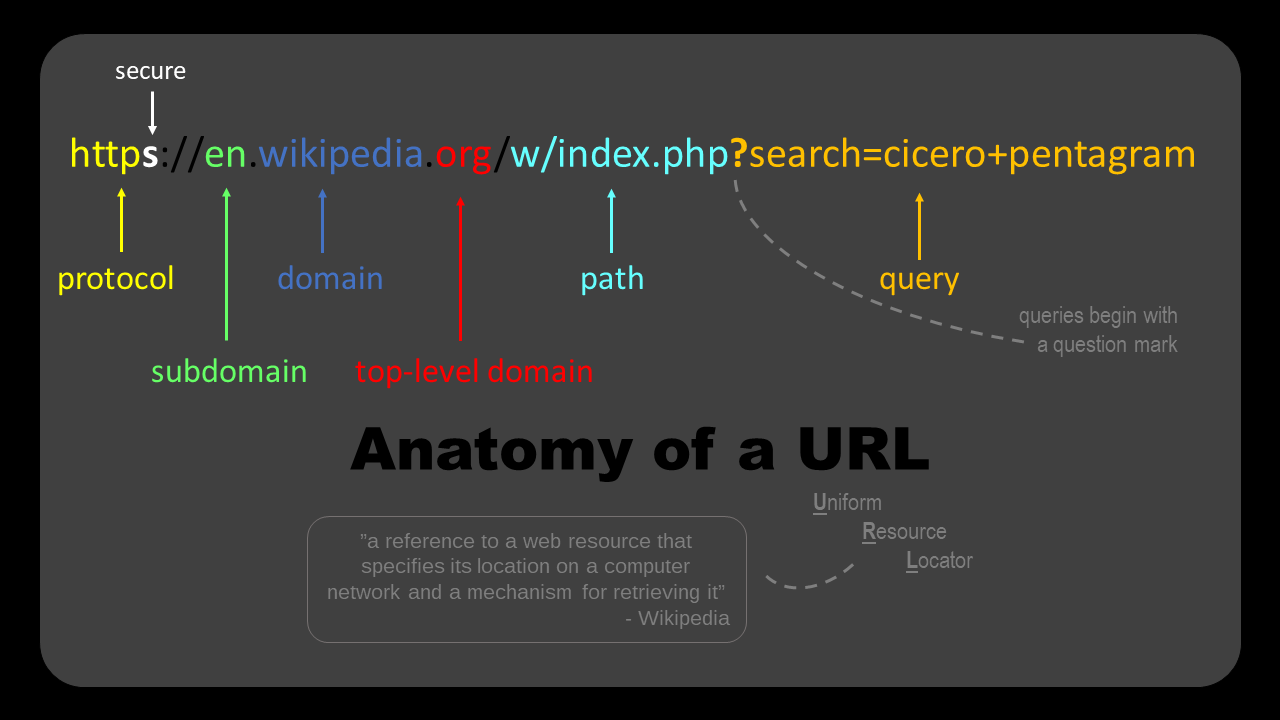 secure
https://en.wikipedia.org/w/index.php?search=cicero+pentagram
protocol
domain
path
query
queries begin with
a question mark
subdomain
top-level domain
Anatomy of a URL
Uniform
Resource
Locator
”a reference to a web resource that
specifies its location on a computer
network and a mechanism for retrieving it”
- Wikipedia